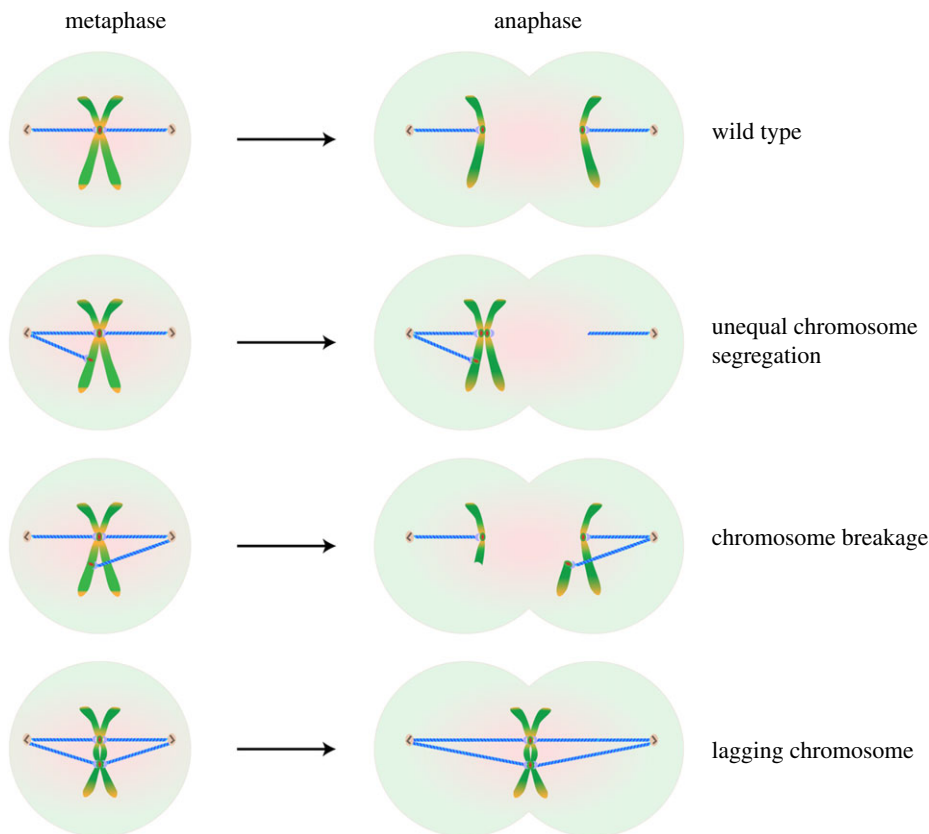 metaphase
anaphase
wild type
unequal chromosome
segregation
chromosome breakage
lagging chromosome